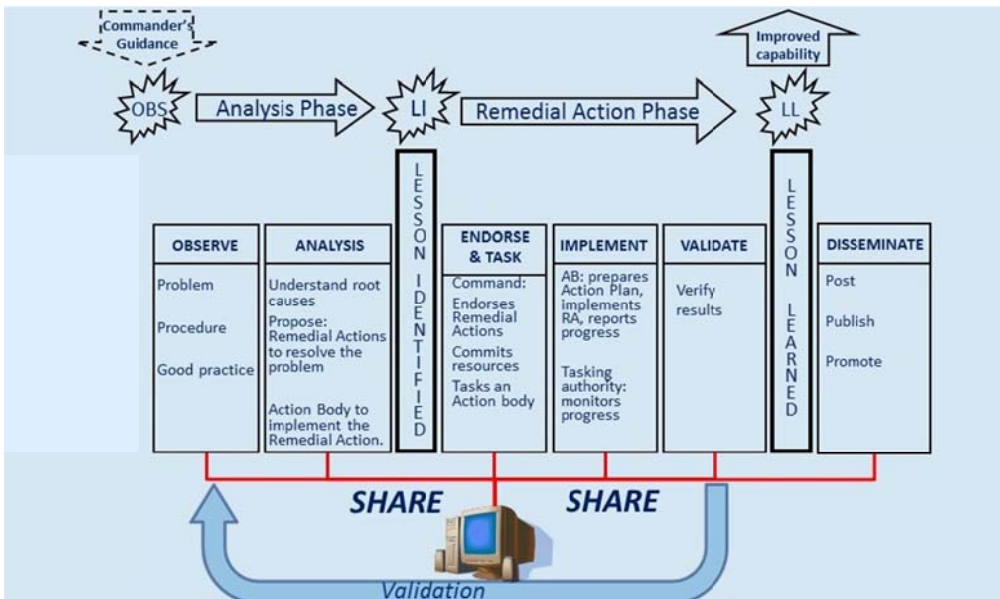 Commander's
Guidance
Improved
capability
OBS
Analysis Phase
LI
Remedial Action Phase
LL
OBSERVE
Problem
Procedure
Good practice
ANALYSIS
Understand root
causes
Propose:
Remedial Actions
to resolve the
problem
Action Body to
implement the
Remedial Action.
LESSON IDENTIFIED
ENDORSE
& TASK
Command:
Endorses
Remedial
Actions
Commits
resources
Tasks an
Action body
IMPLEMENT
AB: prepares
Action Plan,
implements
RA, reports
progress
Tasking
authority:
monitors
progress
VALIDATE
Verify
results
LESSON LEARNED
DISSEMINATE
Post
Publish
Promote
SHARE
SHARE
Validation